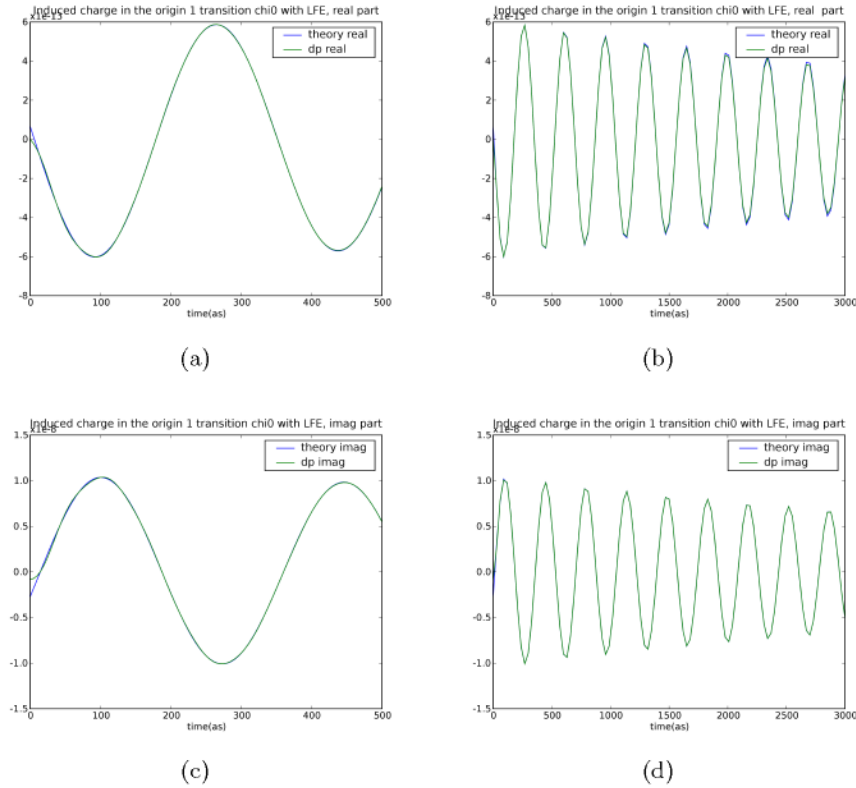 Induced charge in the origin 1 transition chi0 with LFE, real part
x1e-13
6
4
2
0
-2
-4
-6
-8
0
100
200
300
400
500
time(as)
theory real
dp real
(a)
Induced charge in the origin 1 transition chi0 with LFE, real  part
x1e-13
6
4
2
0
-2
-4
-6
-8
0
500
1000
1500
2000
2500
3000
time(as)
theory real
dp real
(b)
Induced charge in the origin 1 transition chi0 with LFE, imag part
x1e-8
1.5
1.0
0.5
0.0
-0.5
-1.0
-1.5
0
100
200
300
400
500
time(as)
theory imag
dp imag
(c)
Induced charge in the origin 1 transition chi0 with LFE, imag part
x1e-8
1.5
1.0
0.5
0.0
-0.5
-1.0
-1.5
0
500
1000
1500
2000
2500
3000
time(as)
theory imag
dp imag
(d)